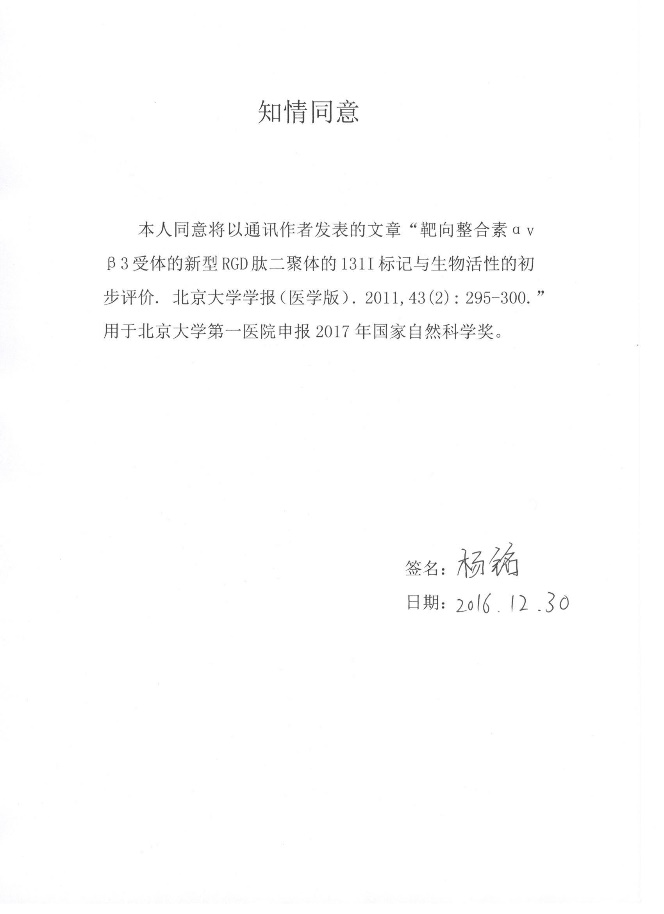 知情同意
本人同意将以通讯作者发表的文章“靶向整合素αv
β3受体的新型RGD肽二聚体的131I标记与生物活性的初
步评价. 北京大学学报(医学版). 2011,43(2): 295-300.”
用于北京大学第一医院申报2017年国家自然科学奖。
签名: 杨铭
日期: 2016.12.30